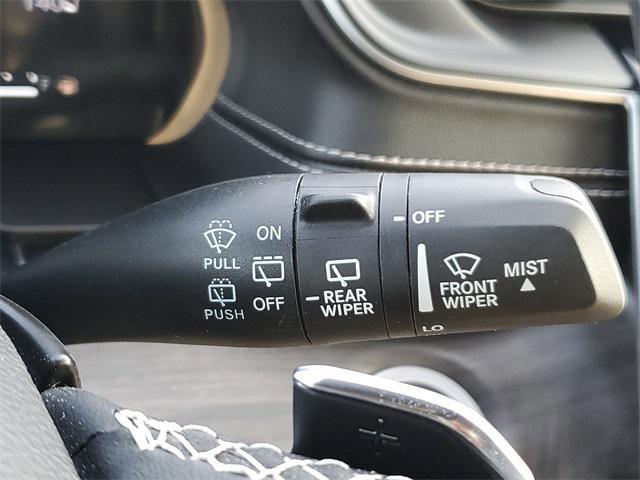 PULL
PUSH
ON
OFF
REAR
WIPER
OFF
LO
FRONT
WIPER
MIST
+